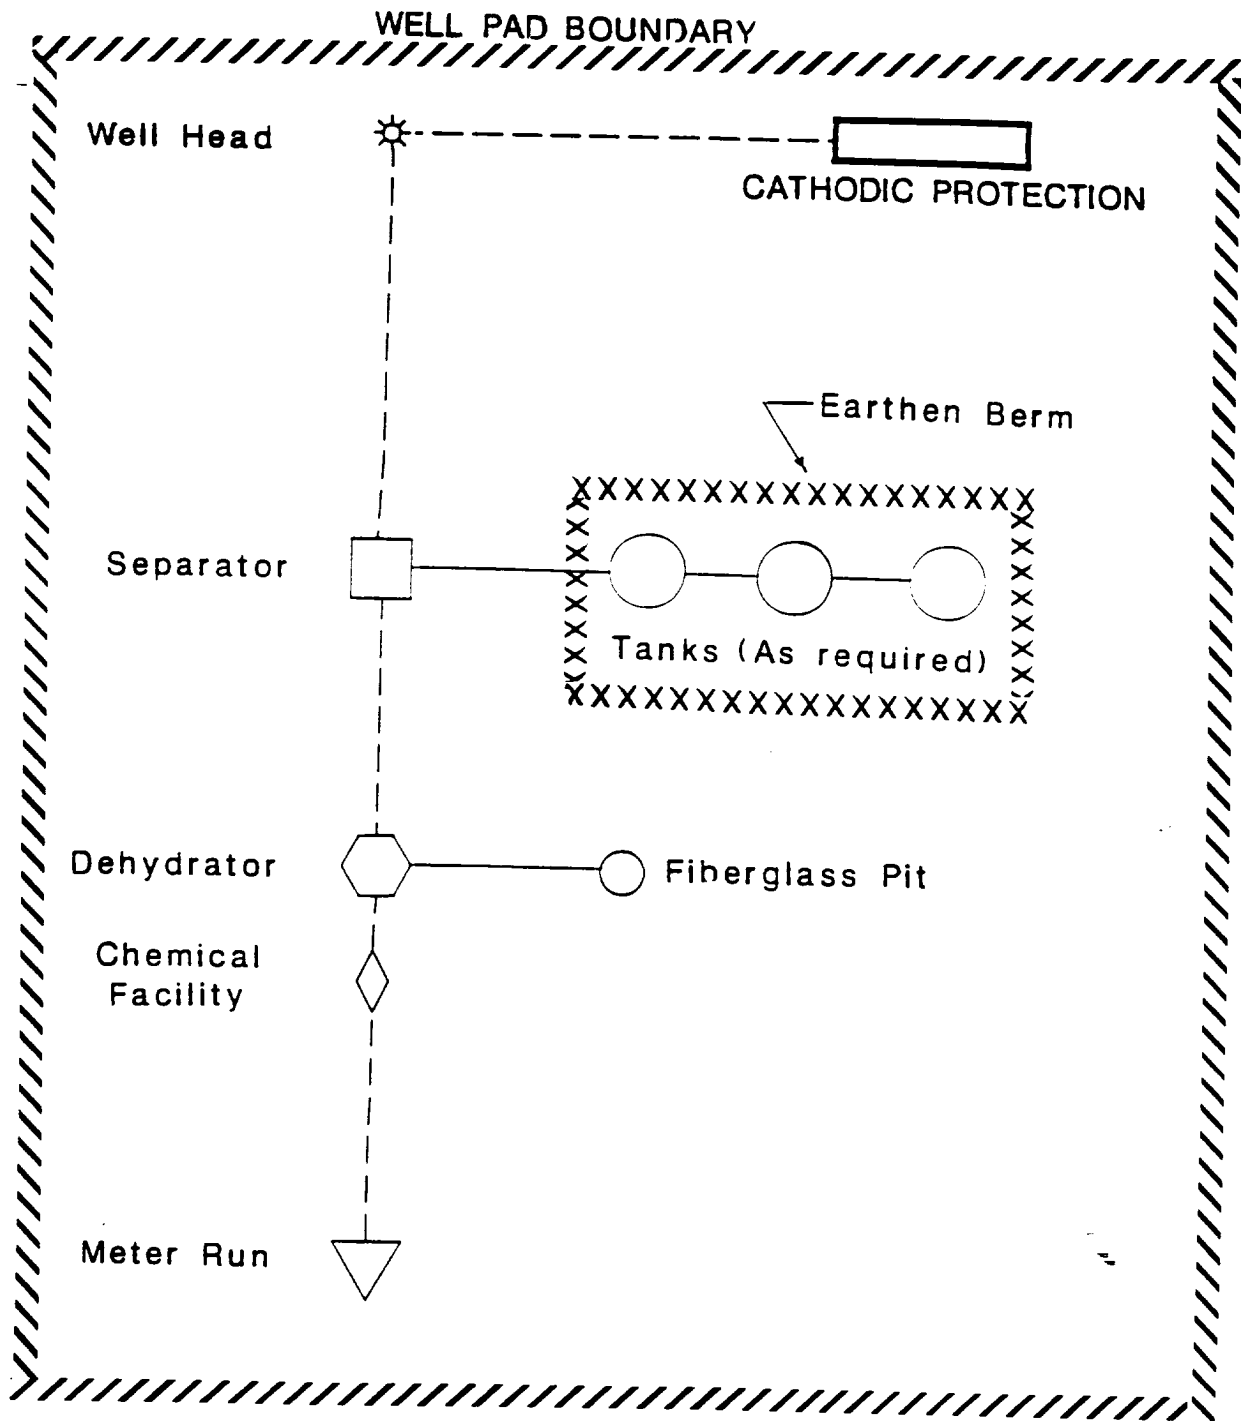 WELL PAD BOUNDARY
Well Head
CATHODIC PROTECTION
Earthen Berm
Separator
Tanks (As required)
Dehydrator
Fiberglass Pit
Chemical
Facility
Meter Run